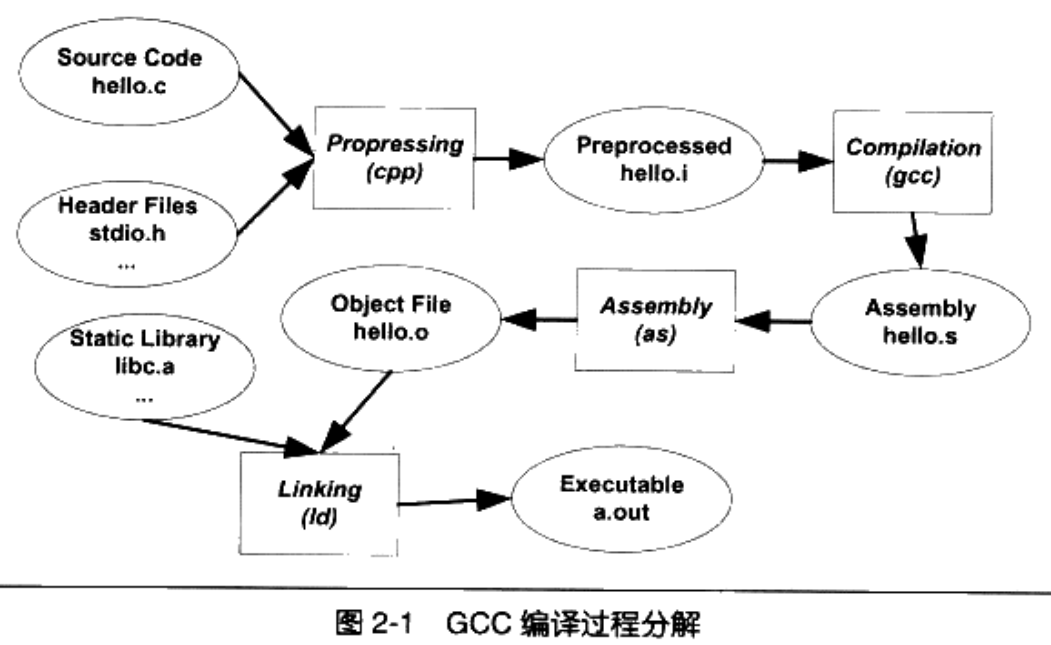 Source Code
hello.c
Propressing
(cpp)
Preprocessed
hello.i
Compilation
(gcc)
Header Files
stdio.h
...
Object File
hello.o
Assembly
(as)
Assembly
hello.s
Static Library
libc.a
...
Linking
(ld)
Executable
a.out
图 2-1 GCC 编译过程分解